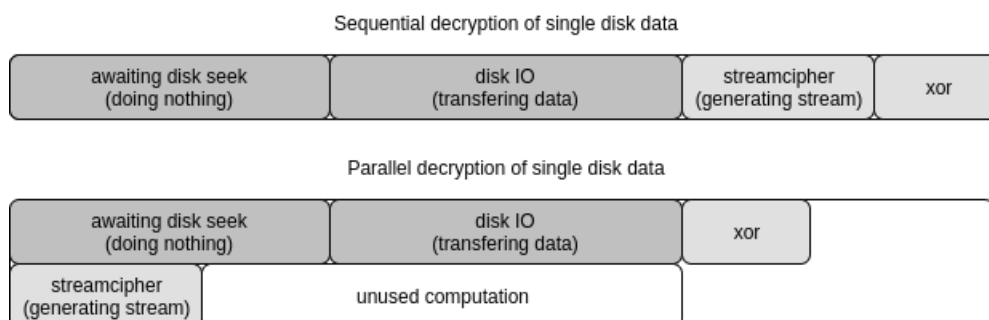 Sequential decryption of single disk data
awaiting disk seek
(doing nothing)
disk IO
(transfering data)
streamcipher
(generating stream)
xor
Parallel decryption of single disk data
awaiting disk seek
(doing nothing)
disk IO
(transfering data)
xor
streamcipher
(generating stream)
unused computation